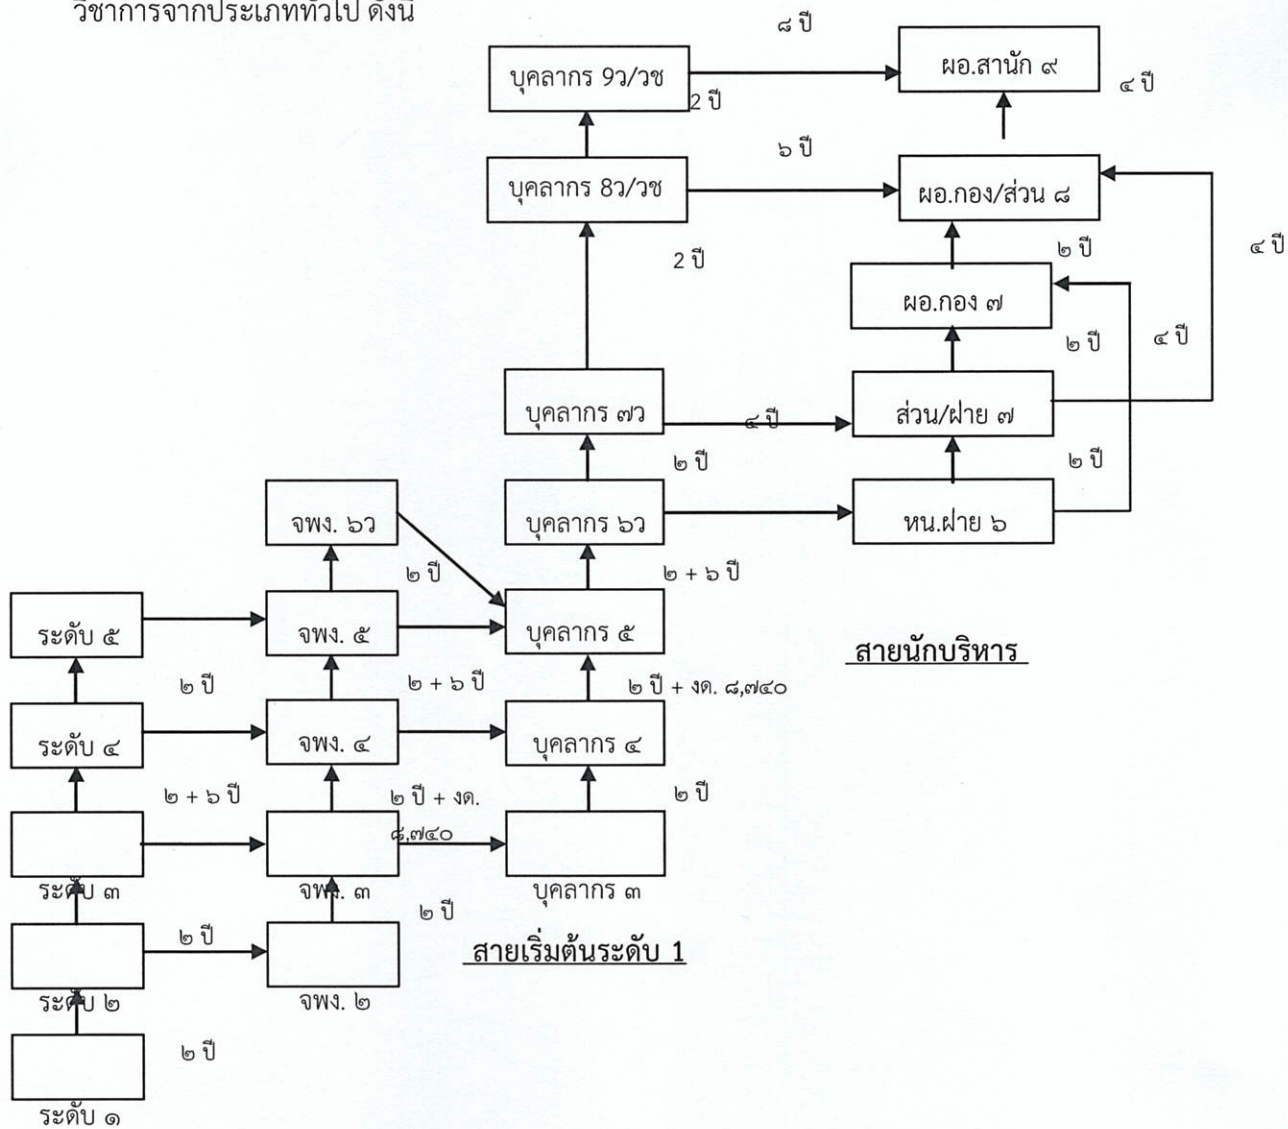 วิชาการจากประเภททั่วไป ดังนี้
๘ ปี
บุคลากร 9ว/วช
ผอ.สานัก ๙
๔ ปี
2 ปี
๖ ปี
บุคลากร 8ว/วช
ผอ.กอง/ส่วน ๘
2 ปี
๒ ปี
๔ ปี
ผอ.กอง ๗
๒ ปี
๔ ปี
บุคลากร ๗ว
๔ ปี
ส่วน/ฝ่าย ๗
๒ ปี
๒ ปี
จพง. ๖ว
บุคลากร ๖ว
หน.ฝ่าย ๖
๒ ปี
๒ + ๖ ปี
ระดับ ๕
จพง. ๕
บุคลากร ๕
สายนักบริหาร
๒ ปี
๒ + ๖ ปี
๒ ปี + งด. ๘,๗๔๐
ระดับ ๔
จพง. ๔
บุคลากร ๔
๒ + ๖ ปี
๒ ปี + งด.
๘,๗๔๐
๒ ปี
ระดับ ๓
จพง. ๓
บุคลากร ๓
๒ ปี
๒ ปี
สายเริ่มต้นระดับ 1
ระดับ ๒
จพง. ๒
๒ ปี
ระดับ ๑